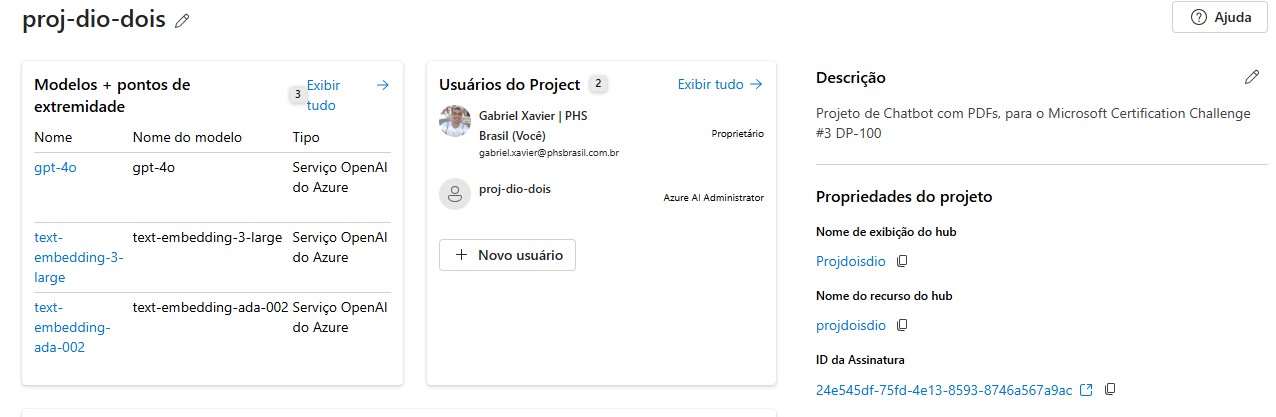 proj-dio-dois
Ajuda
Modelos + pontos de
extremidade
3
Exibir
tudo
Nome
Nome do modelo
Tipo
gpt-4o
gpt-4o
Serviço OpenAI
do Azure
text-
embedding-3-
large
text-embedding-3-large
Serviço OpenAI
do Azure
text-
embedding-
ada-002
text-embedding-ada-002
Serviço OpenAI
do Azure
Usuários do Project
2
Exibir tudo
Gabriel Xavier | PHS
Brasil (Você)
gabriel.xavier@phsbrasil.com.br
Proprietário
proj-dio-dois
Azure AI Administrator
Novo usuário
Descrição
Projeto de Chatbot com PDFs, para o Microsoft Certification Challenge
#3 DP-100
Propriedades do projeto
Nome de exibição do hub
Projdoisdio
Nome do recurso do hub
projdoisdio
ID da Assinatura
24e545df-75fd-4e13-8593-8746a567a9ac